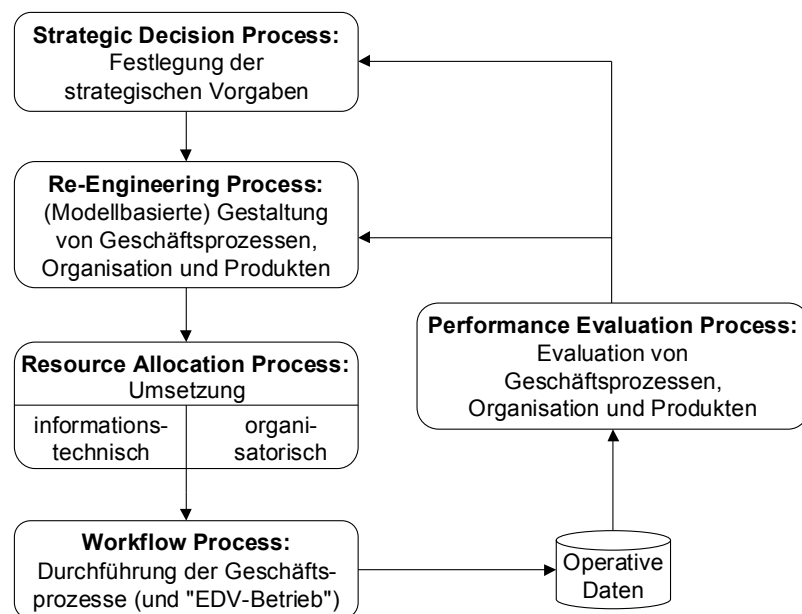 Strategic Decision Process:
Festlegung der
strategischen Vorgaben
Re-Engineering Process:
(Modellbasierte) Gestaltung
von Geschäftsprozessen,
Organisation und Produkten
Resource Allocation Process:
Umsetzung
informations-
technisch
organi-
satorisch
Workflow Process:
Durchführung der Geschäfts-
prozesse (und "EDV-Betrieb")
Operative
Daten
Performance Evaluation Process:
Evaluation von
Geschäftsprozessen,
Organisation und Produkten